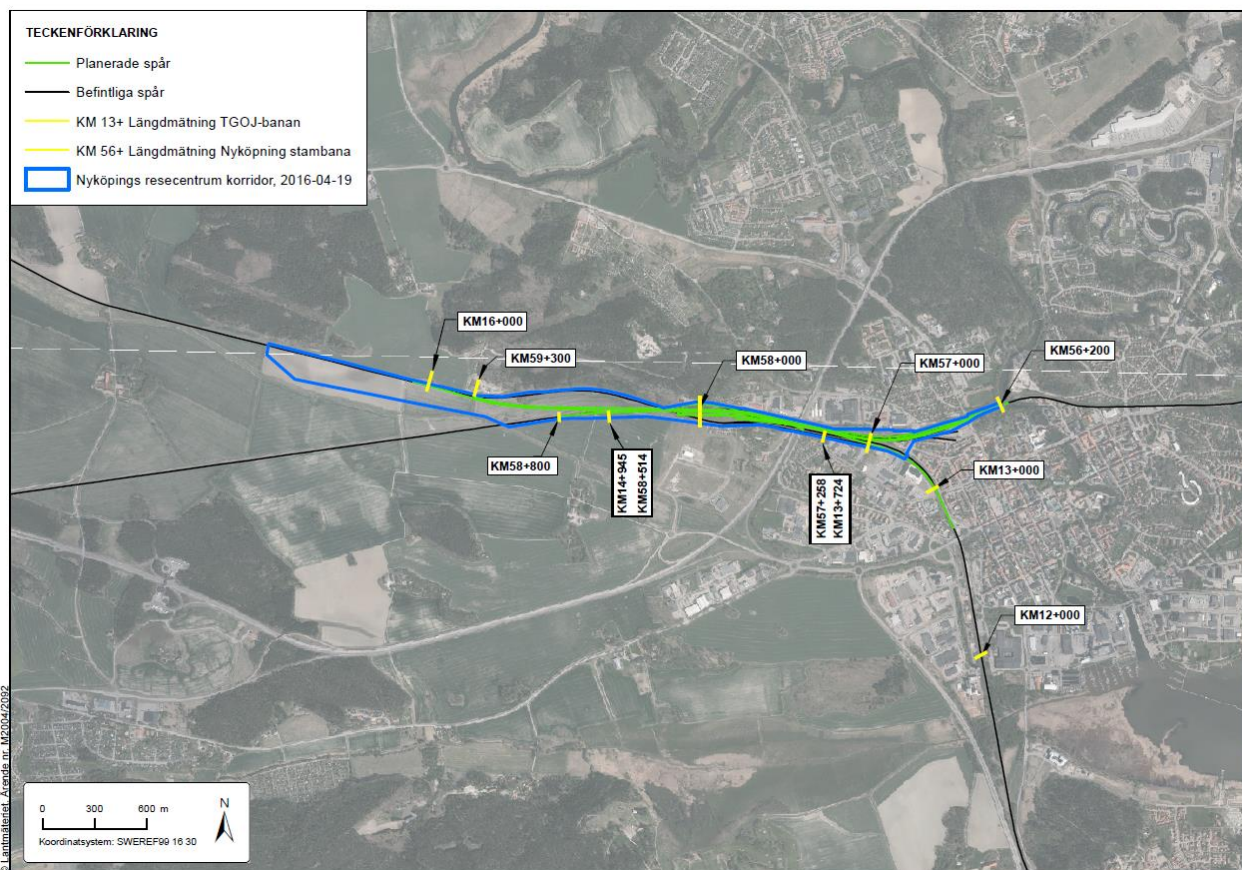 TECKENFÖRKLARING
Planerade spår
Befintliga spår
KM 13+ Längdmätning TGOJ-banan
KM 56+ Längdmätning Nyköpning stambana
Nyköpings resecentrum korridor, 2016-04-19
KM16+000
KM59+300
KM58+000
KM57+000
KM56+200
KM58+800
KM14+945
KM58+514
KM57+258
KM13+724
KM13+000
KM12+000
0 300 600 m
N
Koordinatsystem: SWEREF99 16 30
© Lantmäteriet, Ärende nr. M2004/2092